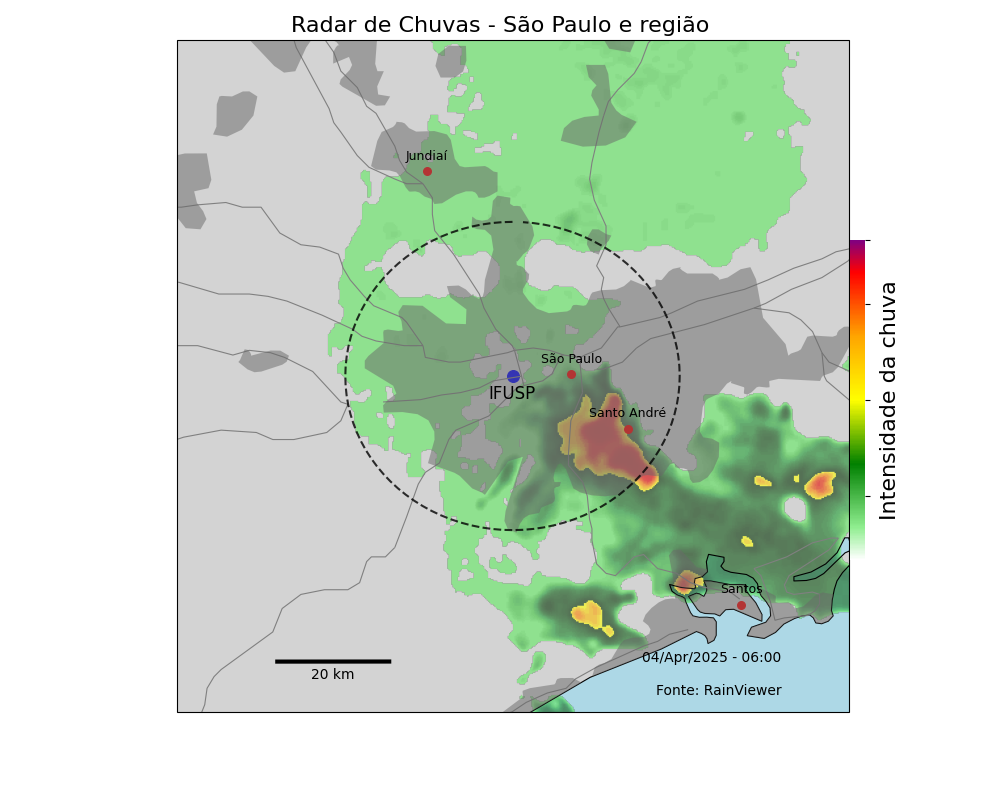 Radar de Chuvas - São Paulo e região
Jundiaí
São Paulo
IFUSP
Santo André
Intensidade da chuva
Santos
04/Apr/2025 - 06:00
20 km
Fonte: RainViewer